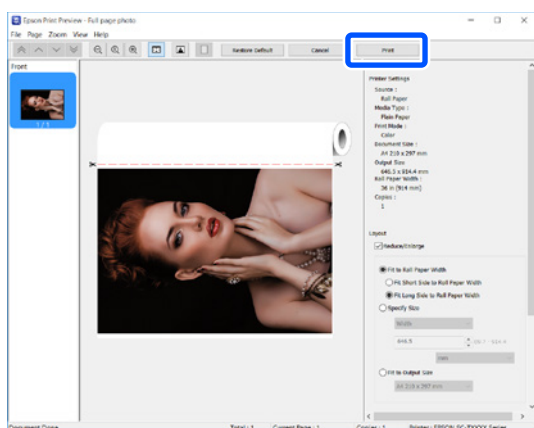 Epson Print Preview - Full page photo
File Page Zoom View Help
Restore Default
Cancel
Print
Front
1 / 1
Printer Settings
Source :
Roll Paper
Media Type :
Plain Paper
Print Mode :
Color
Document Size :
A4 210 x 297 mm
Output Size
646.5 x 914.4 mm
Roll Paper Width :
36 in (914 mm)
Copies :
1
Layout
Reduce/Enlarge
Fit to Roll Paper Width
Fit Short Side to Roll Paper Width
Fit Long Side to Roll Paper Width
Specify Size
Width
646.5
mm
Fit to Output Size
A4 210 x 297 mm
Document Done
Total : 1
Current Page : 1
Copies : 1
Printer : EPSON SC-TXXXX Series